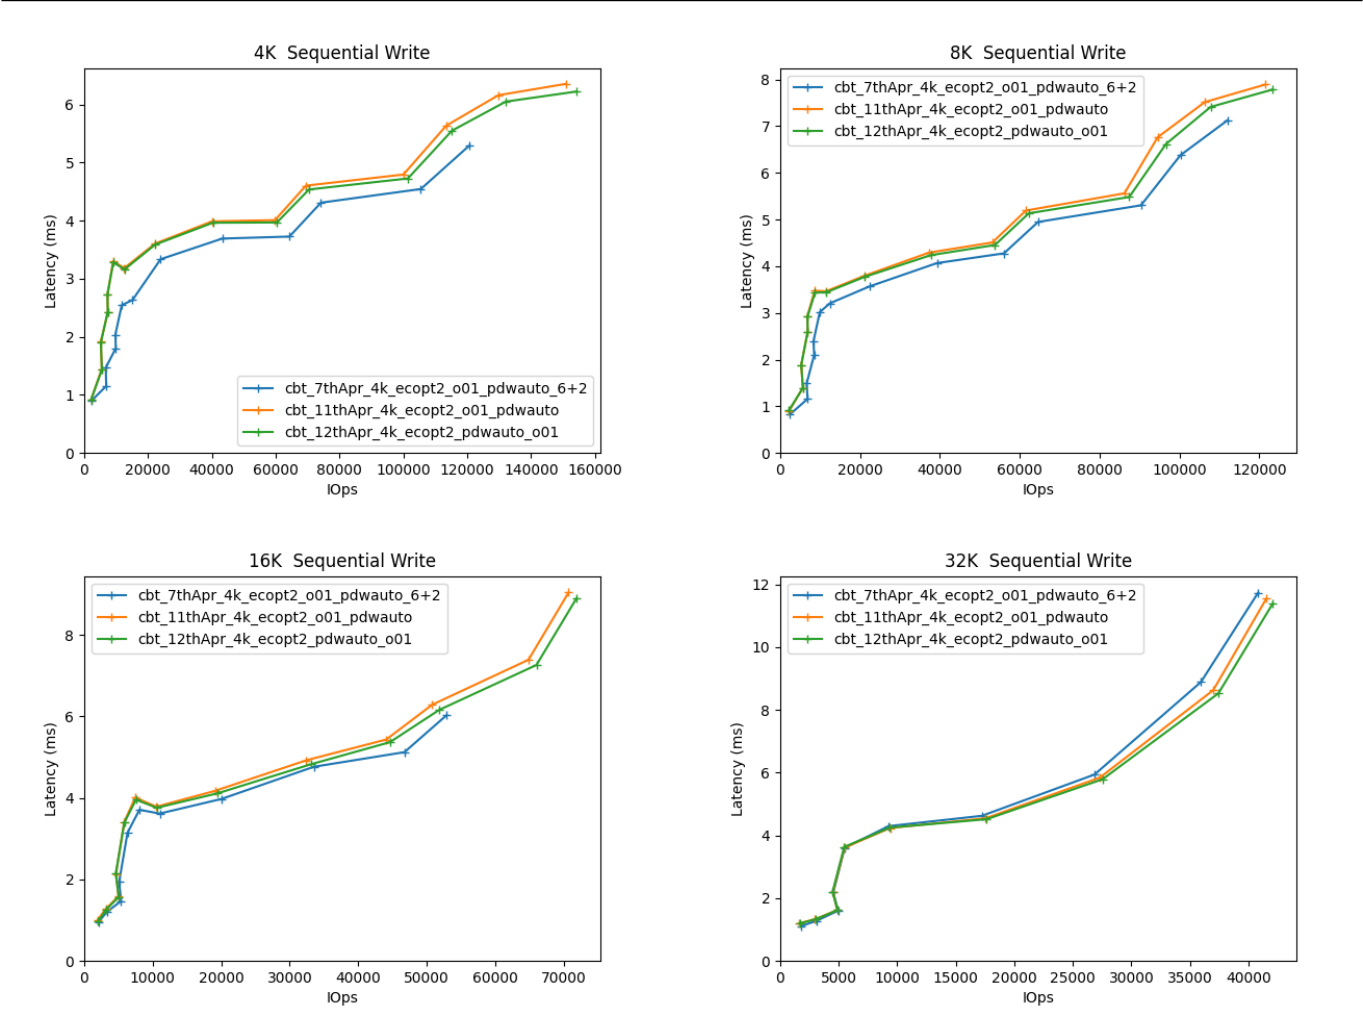 4K  Sequential Write
Latency (ms)
6
5
4
3
2
1
0
cbt_7thApr_4k_ecopt2_o01_pdwauto_6+2
cbt_11thApr_4k_ecopt2_o01_pdwauto
cbt_12thApr_4k_ecopt2_pdwauto_o01
0 20000 40000 60000 80000 100000 120000 140000 160000
IOps
8K  Sequential Write
Latency (ms)
cbt_7thApr_4k_ecopt2_o01_pdwauto_6+2
cbt_11thApr_4k_ecopt2_o01_pdwauto
cbt_12thApr_4k_ecopt2_pdwauto_o01
8
7
6
5
4
3
2
1
0
0 20000 40000 60000 80000 100000 120000
IOps
16K  Sequential Write
Latency (ms)
cbt_7thApr_4k_ecopt2_o01_pdwauto_6+2
cbt_11thApr_4k_ecopt2_o01_pdwauto
cbt_12thApr_4k_ecopt2_pdwauto_o01
8
6
4
2
0
0 10000 20000 30000 40000 50000 60000 70000
IOps
32K  Sequential Write
Latency (ms)
cbt_7thApr_4k_ecopt2_o01_pdwauto_6+2
cbt_11thApr_4k_ecopt2_o01_pdwauto
cbt_12thApr_4k_ecopt2_pdwauto_o01
12
10
8
6
4
2
0
0 5000 10000 15000 20000 25000 30000 35000 40000
IOps